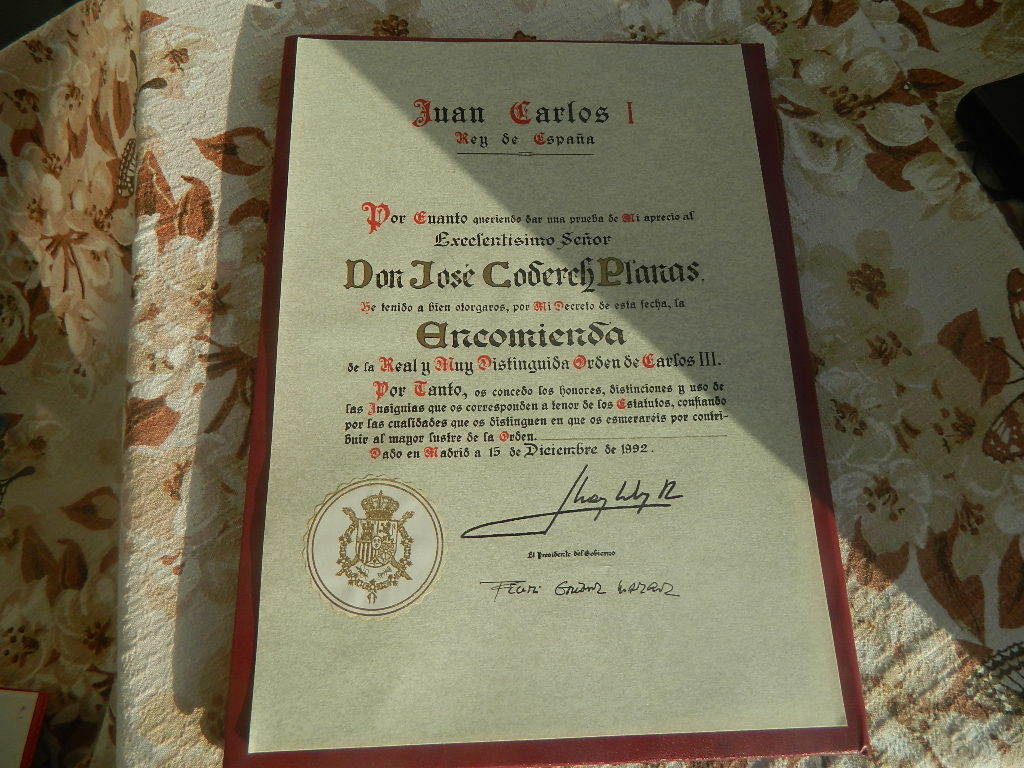 Juan Carlos I
Rey de España
Por Cuanto queriendo dar una prueba de Mi aprecio al
Excelentísimo Señor
Don José Coderch Planas.
He tenido a bien otorgaros, por Mi Decreto de esta fecha, la
Encomienda
de la Real y Muy Distinguida Orden de Carlos III.
Por Tanto, os concedo los honores, distinciones y uso de
las Insignias que os corresponden a tenor de los Estatutos, confiando
por las cualidades que os distinguen en que os esmeraréis por contri-
buir al mayor lustre de la Orden.
Dado en Madrid a 15 de Diciembre de 1992.
El Presidente del Gobierno